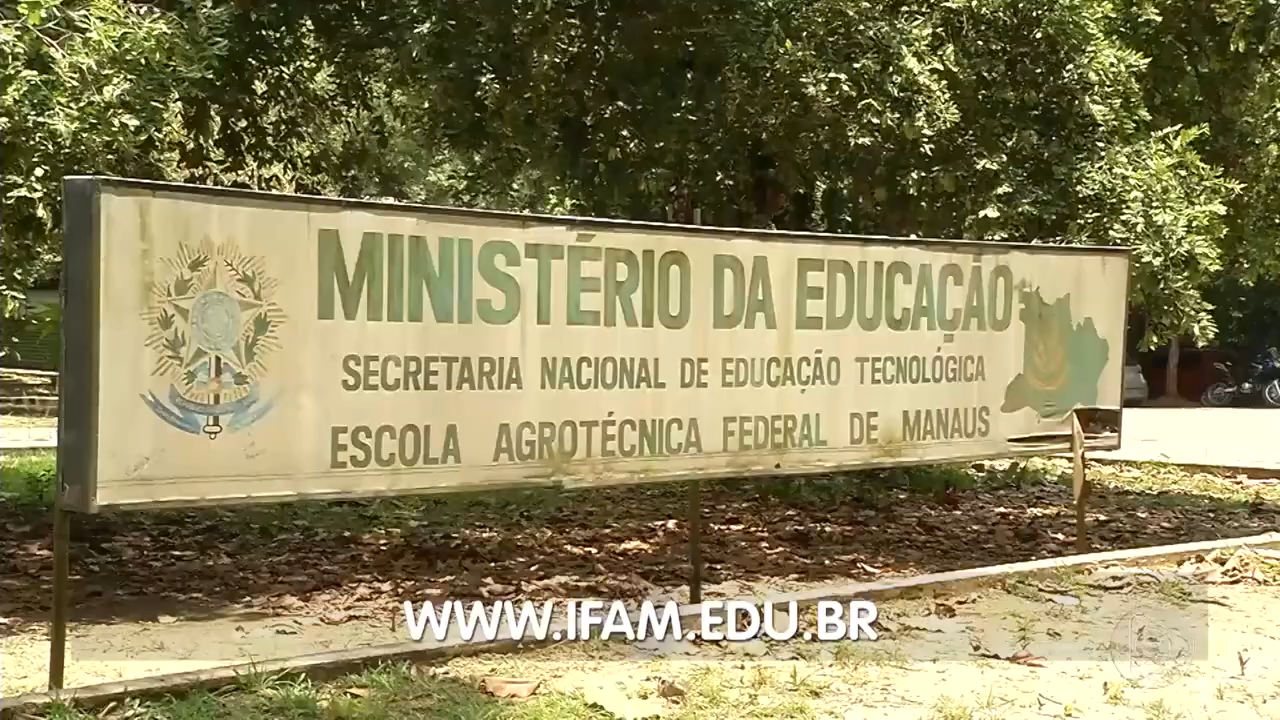 MINISTÉRIO DA EDUCAÇÃO
SECRETARIA NACIONAL DE EDUCAÇÃO TECNOLÓGICA
ESCOLA AGROTÉCNICA FEDERAL DE MANAUS
WWW.IFAM.EDU.BR